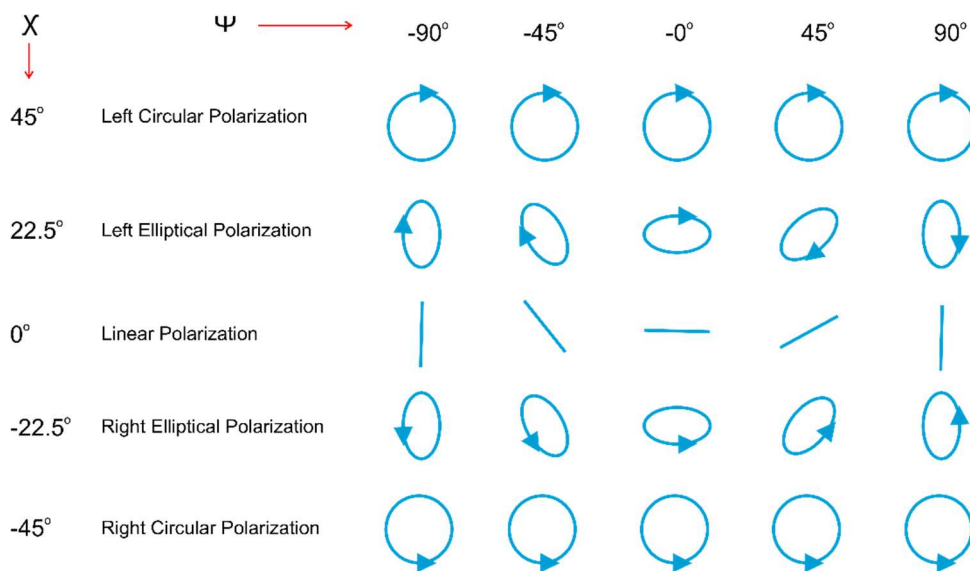 χ Ψ -90° -45° -0° 45° 90°
45° Left Circular Polarization
22.5° Left Elliptical Polarization
0° Linear Polarization
-22.5° Right Elliptical Polarization
-45° Right Circular Polarization